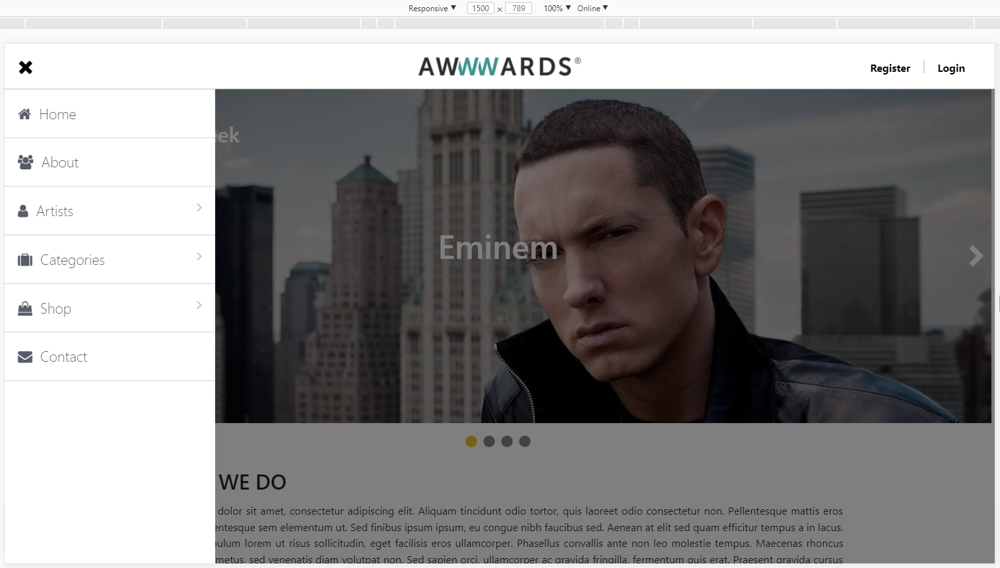 Responsive ▼ 1500 × 789 100% ▼ Online ▼
AWWWARDS®
Register | Login
Home
About
Artists
Categories
Shop
Contact
eek
Eminem
WE DO
dolor sit amet, consectetur adipiscing elit. Aliquam tincidunt odio tortor, quis laoreet odio consectetur non. Pellentesque mattis eros
entesque sem elementum ut. Sed finibus ipsum ipsum, eu congue nibh faucibus sed. Aenean at elit sed quam efficitur tempus a in lacus.
ulum lorem ut risus sollicitudin, eget facilisis eros ullamcorper. Phasellus convallis ante non leo molestie tempus. Maecenas rhoncus
metus, sed venenatis diam volutpat non. Sed sapien orci, ullamcorper ac gravida fringilla, fermentum quis erat. Praesent gravida cursus